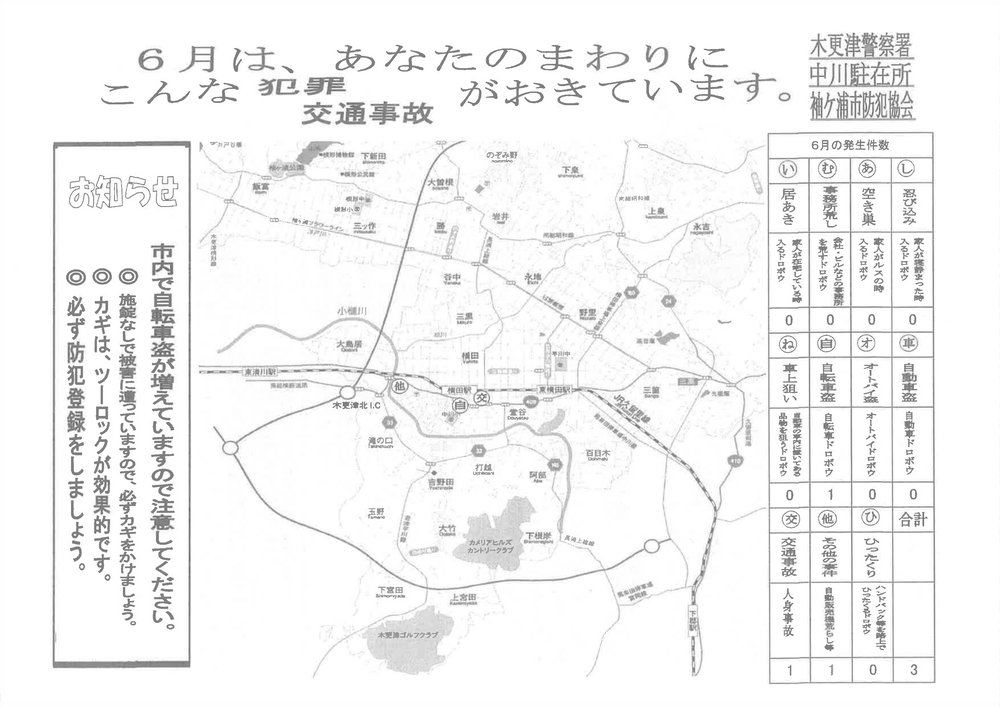 6月は、あなたのまわりに
こんな 犯罪 がおきています。
交通事故
木更津警察署
中川駐在所
袖ケ浦市防犯協会
お知らせ
市内で自転車盗が増えていますので注意してください。
◎ 施錠なしで被害に遭っていますので、必ずカギをかけましょう。
◎ カギは、ツーロックが効果的です。
◎ 必ず防犯登録をしましょう。
6月の発生件数
い
居あき
家人が在宅している時入るドロボウ
0
む
事務所荒し
会社・ビルなどの事務所を荒すドロボウ
0
あ
空き巣
家人がルスの時入るドロボウ
0
し
忍び込み
家人が寝静まった時入るドロボウ
0
ね
車上狙い
品物を狙うドロボウ
0
自
自転車盗
自転車ドロボウ
1
オ
オートバイ盗
オートバイドロボウ
0
車
自動車盗
自動車ドロボウ
0
交
交通事故
人身事故
1
他
その他の事件
自動販売機荒らし等
1
ひ
ひったくり
ハンドバッグ等を路上でひったくるドロボウ
0
合計
3
袖ヶ浦公園
下新田
のぞみ野
下泉
飯富
大曽根
上泉
岩井
三ッ作
勝
永吉
谷中
永地
小櫃川
三黒
野里
大鳥居
横田
東清川駅
横田駅
東横田駅
三箇
木更津北I.C
他
自
交
堂谷
JR久留里線
滝の口
打越
百目木
阿部
吉野田
玉野
大竹
カメリアヒルズ
カントリークラブ
下根岸
下宮田
上宮田
木更津ゴルフクラブ
下郡駅